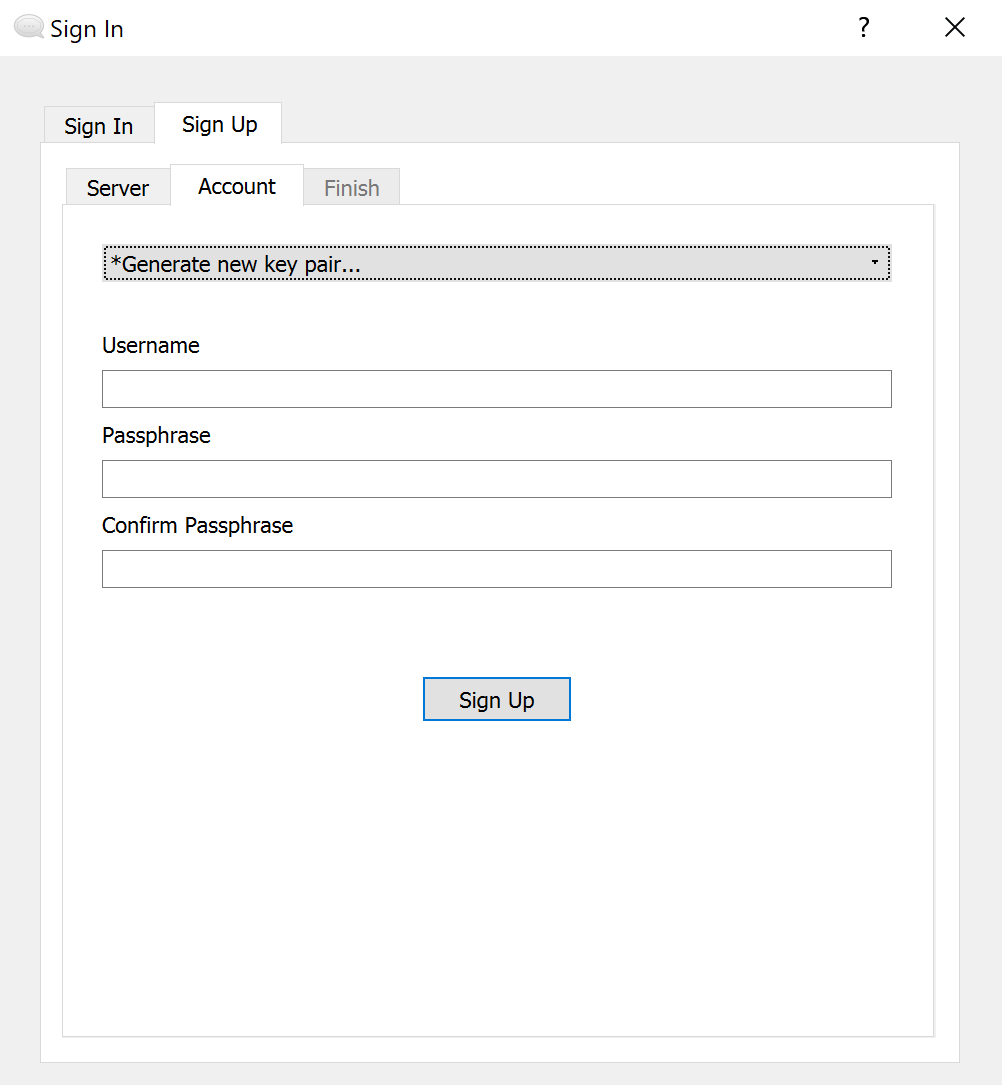 Sign In ?
Sign In Sign Up
Server Account Finish
*Generate new key pair...
Username
Passphrase
Confirm Passphrase
Sign Up